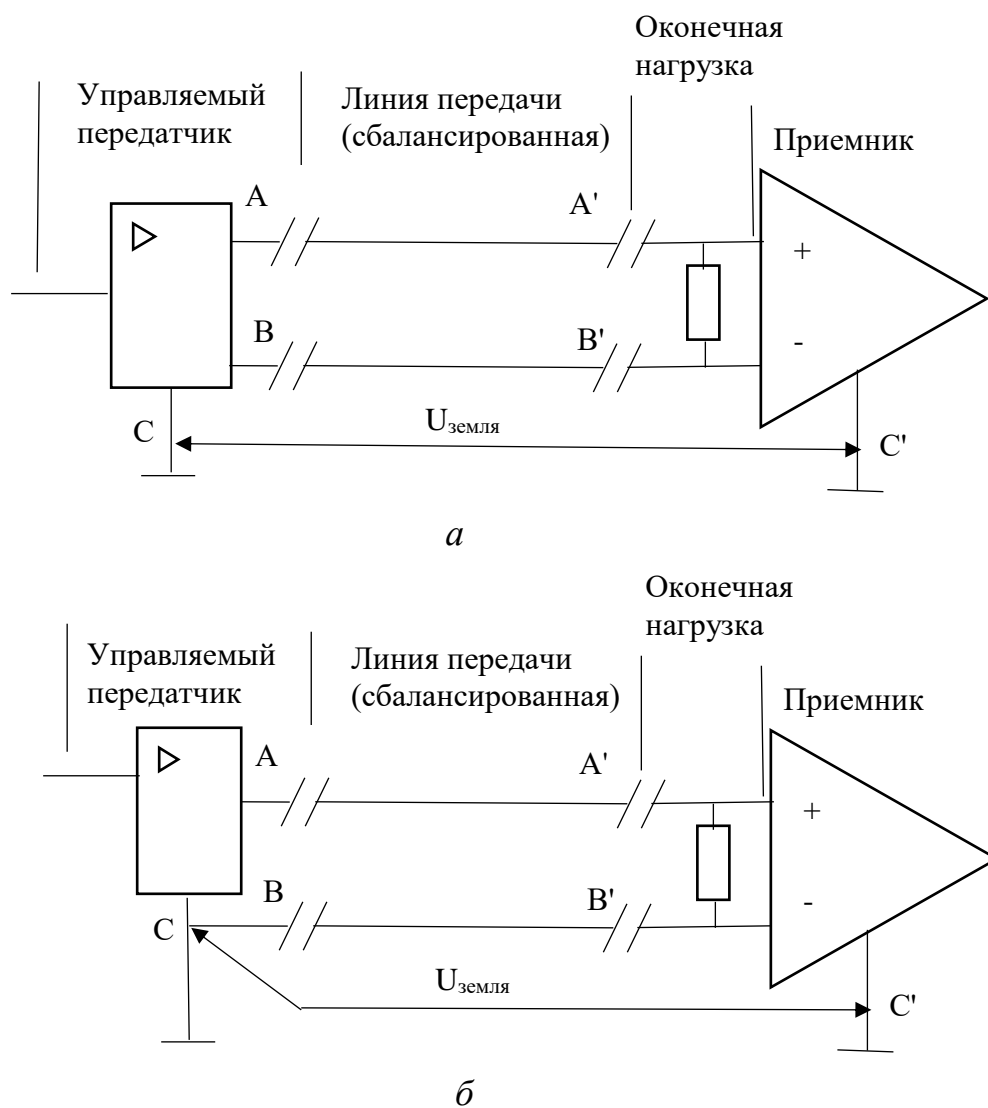 Оконечная
нагрузка
Управляемый
передатчик
Линия передачи
(сбалансированная)
Приемник
A
A'
+
B
B'
-
C
Uземля
C'
а
Оконечная
нагрузка
Управляемый
передатчик
Линия передачи
(сбалансированная)
Приемник
A
A'
+
B
B'
-
C
Uземля
C'
б